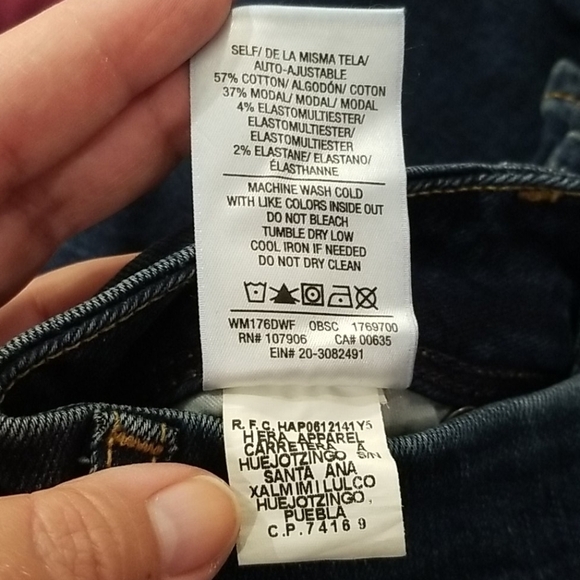 SELF/ DE LA MISMA TELA/
AUTO-AJUSTABLE
57% COTTON/ ALGODÓN/ COTON
37% MODAL/ MODAL/ MODAL
4% ELASTOMULTIESTER/
ELASTOMULTIESTER/
ELASTOMULTIESTER
2% ELASTANE/ ELASTANO/
ÉLASTHANNE
MACHINE WASH COLD
WITH LIKE COLORS INSIDE OUT
DO NOT BLEACH
TUMBLE DRY LOW
COOL IRON IF NEEDED
DO NOT DRY CLEAN
WM176DWF OBSC 1769700
RN# 107906 CA# 00635
EIN# 20-3082491
R.F.C. HAP0612141Y5
HERA APPAREL
CARRETERA A
HUEJOTZINGO S/N
SANTA ANA
XALMIMILULCO
HUEJOTZINGO,
PUEBLA
C.P.74169